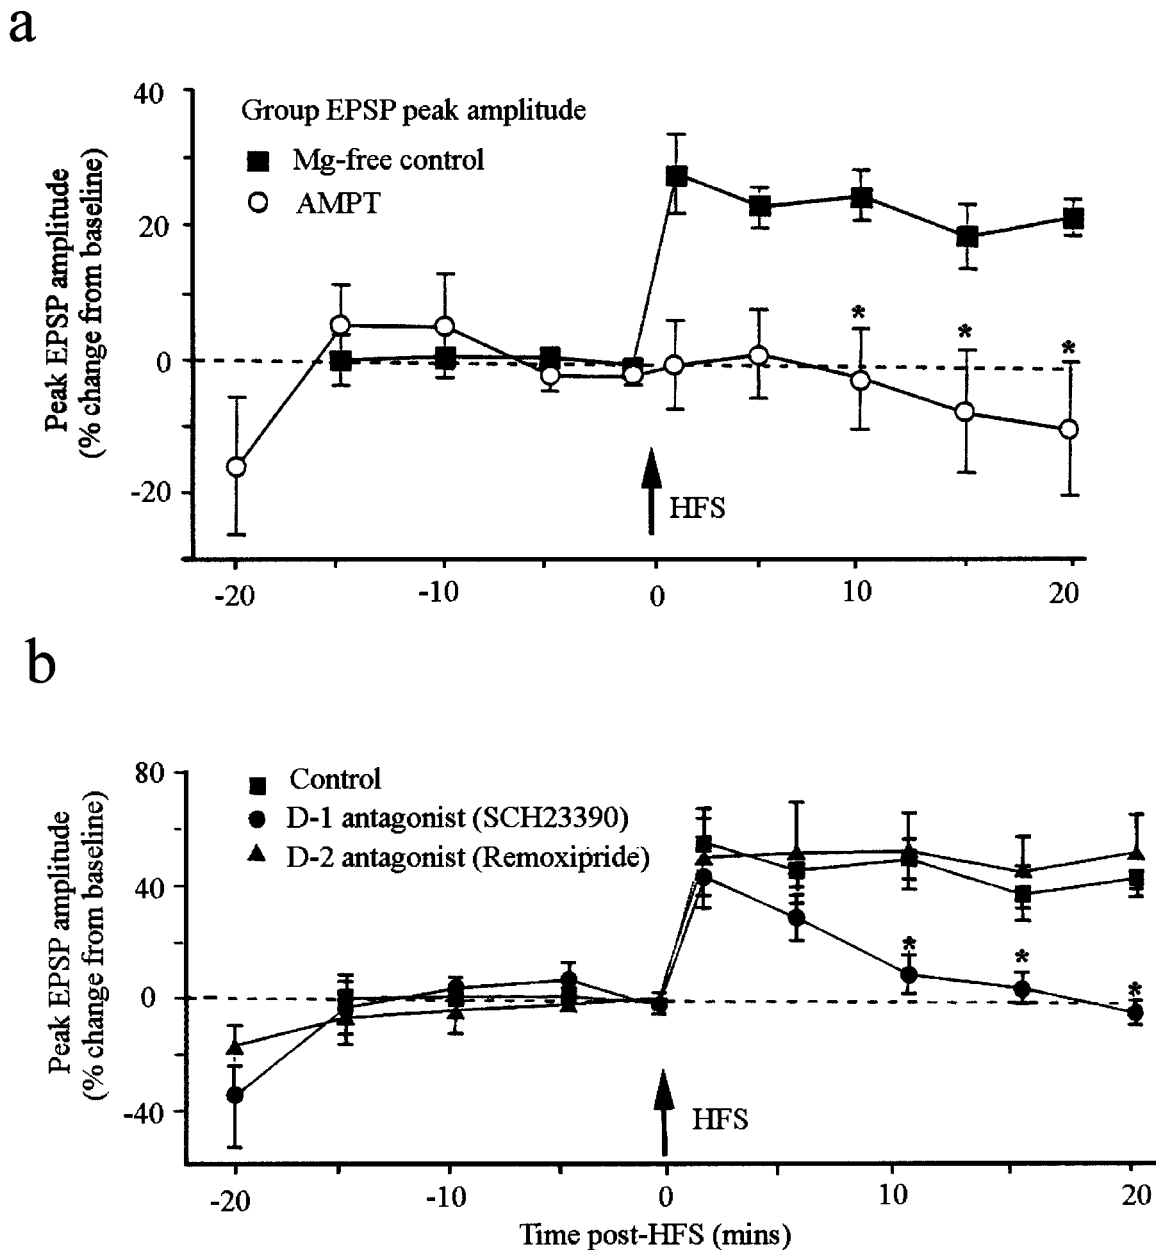 a
Group EPSP peak amplitude
Mg-free control
AMPT
Peak EPSP amplitude
(% change from baseline)
40
20
0
-20
*
*
*
HFS
-20
-10
0
10
20
b
Control
D-1 antagonist (SCH23390)
D-2 antagonist (Remoxipride)
Peak EPSP amplitude
(% change from baseline)
80
40
0
-40
*
*
*
HFS
-20
-10
0
10
20
Time post-HFS (mins)